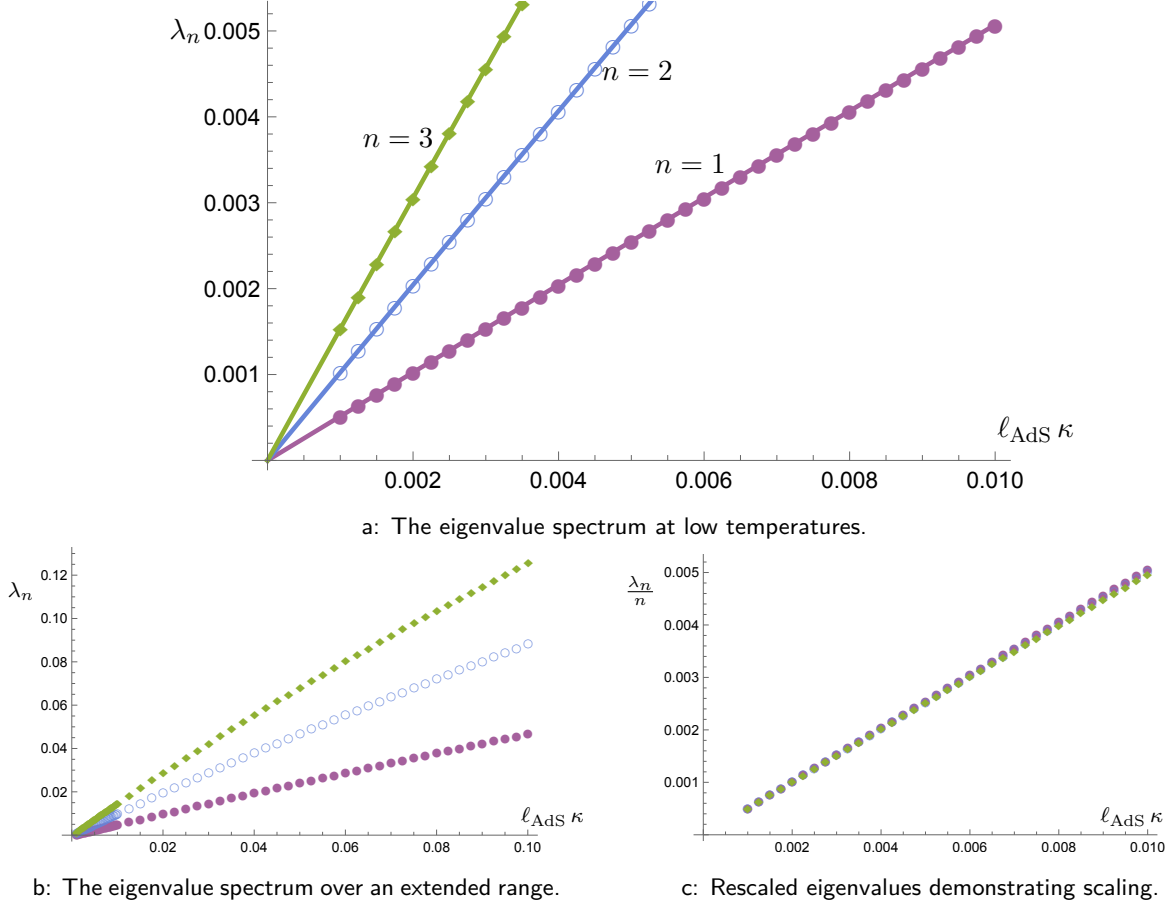 λₙ
0.005
0.004
0.003
0.002
0.001
n = 3
n = 2
n = 1
ℓ_AdS κ
0.002 0.004 0.006 0.008 0.010
a: The eigenvalue spectrum at low temperatures.
λₙ
0.12
0.10
0.08
0.06
0.04
0.02
ℓ_AdS κ
0.02 0.04 0.06 0.08 0.10
b: The eigenvalue spectrum over an extended range.
λₙ/n
0.005
0.004
0.003
0.002
0.001
ℓ_AdS κ
0.002 0.004 0.006 0.008 0.010
c: Rescaled eigenvalues demonstrating scaling.